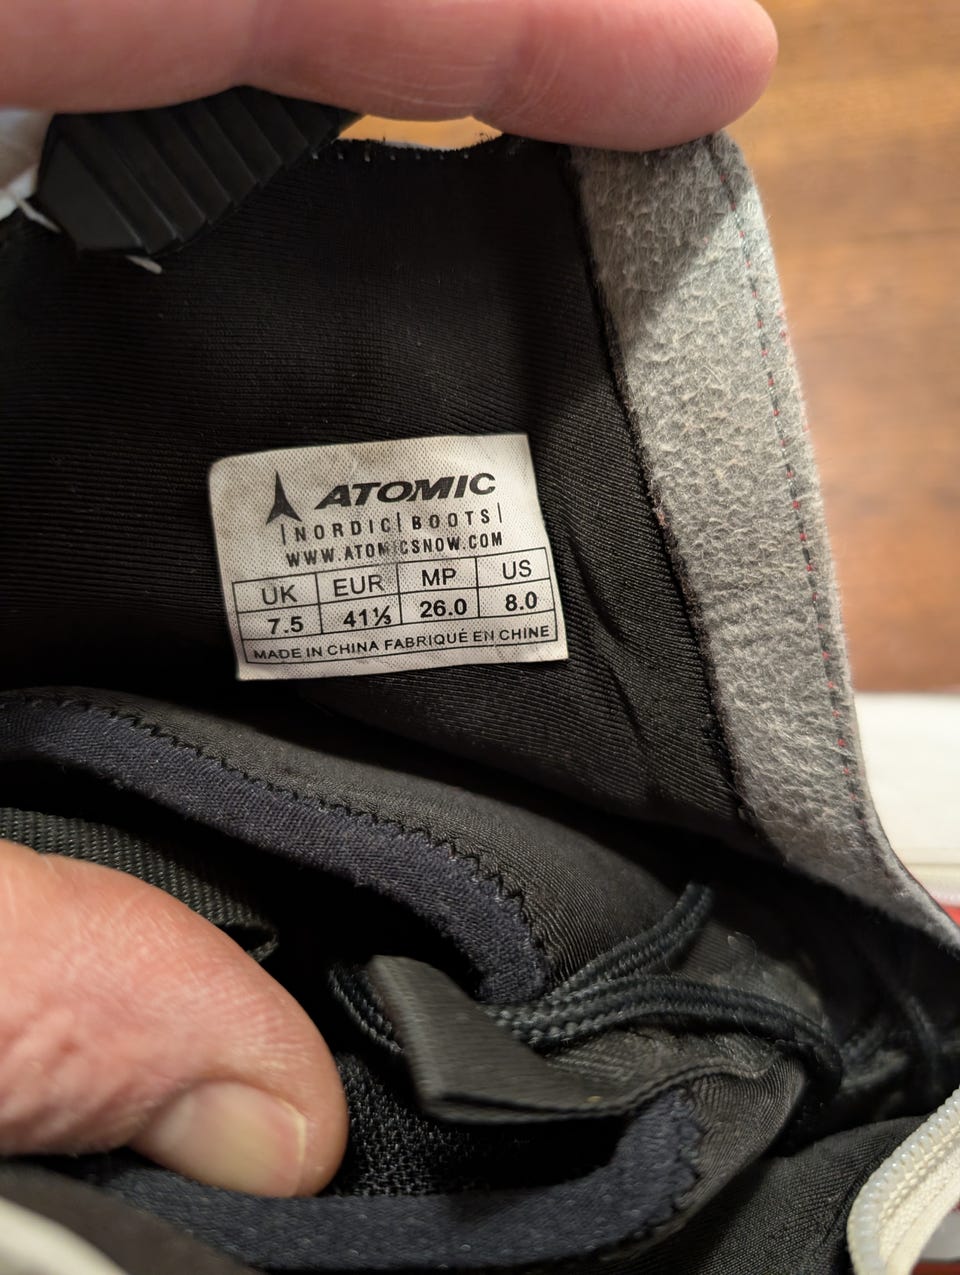 ATOMIC
|NORDIC|BOOTS|
WWW.ATOMICSNOW.COM
UK EUR MP US
7.5 41⅓ 26.0 8.0
MADE IN CHINA FABRIQUÉ EN CHINE